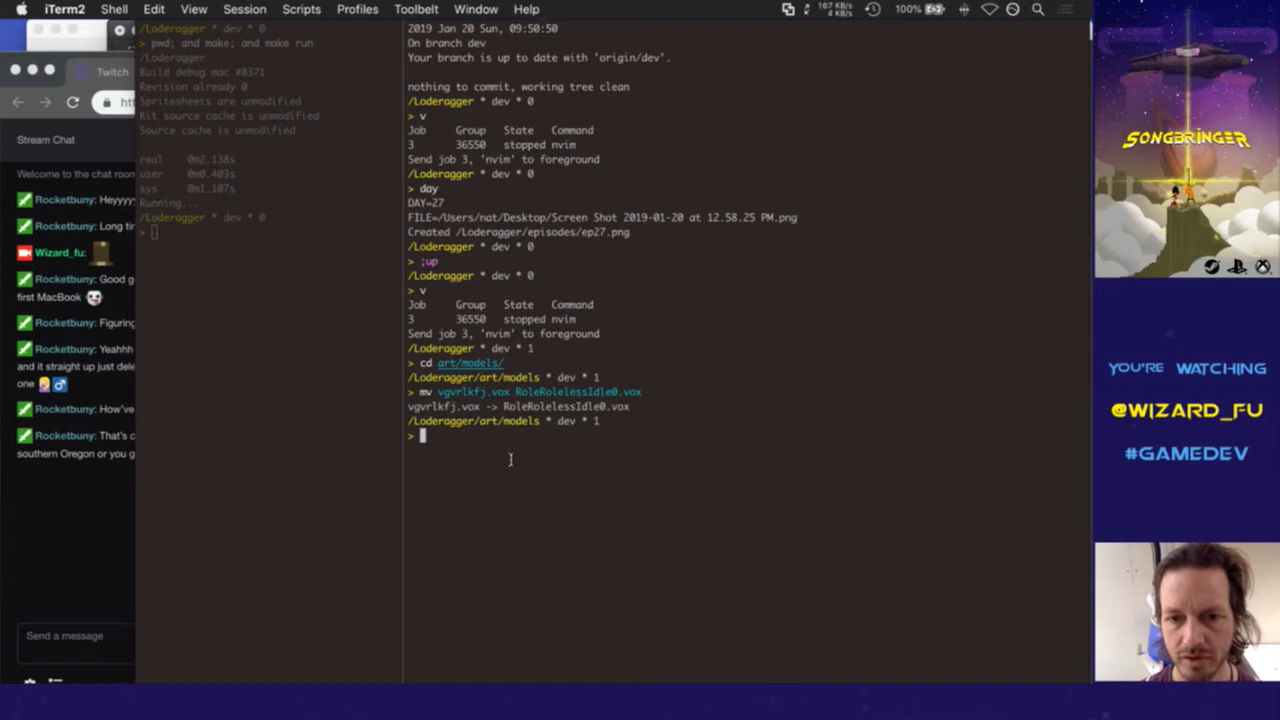 iTerm2 Shell Edit View Session Scripts Profiles Toolbelt Window Help
167 KB/s
4 KB/s
100%
Twitch
Stream Chat
Welcome to the chat room
Rocketbuny: Heyyyy
Rocketbuny: Long tin
Wizard_fu:
Rocketbuny: Good g
first MacBook
Rocketbuny: Figuring
Rocketbuny: Yeahhh
and it straight up just dele
one
Rocketbuny: How've
Rocketbuny: That's c
southern Oregon or you g
Send a message
/Loderagger * dev * 0
> pwd; and make; and make run
/Loderagger
Build debug mac #8371
Revision already 0
Spritesheets are unmodified
Kit source cache is unmodified
Source cache is unmodified
real 0m2.138s
user 0m0.403s
sys 0m1.107s
Running...
/Loderagger * dev * 0
>
2019 Jan 20 Sun, 09:50:50
On branch dev
Your branch is up to date with 'origin/dev'.
nothing to commit, working tree clean
/Loderagger * dev * 0
> v
Job Group State Command
3 36550 stopped nvim
Send job 3, 'nvim' to foreground
/Loderagger * dev * 0
> day
DAY=27
FILE=/Users/nat/Desktop/Screen Shot 2019-01-20 at 12.58.25 PM.png
Created /Loderagger/episodes/ep27.png
/Loderagger * dev * 0
> ;up
/Loderagger * dev * 0
> v
Job Group State Command
3 36550 stopped nvim
Send job 3, 'nvim' to foreground
/Loderagger * dev * 1
> cd art/models/
/Loderagger/art/models * dev * 1
> mv vgvrlkfj.vox RoleRolelessIdle0.vox
vgvrlkfj.vox -> RoleRolelessIdle0.vox
/Loderagger/art/models * dev * 1
>
SONGBRINGER
YOU'RE WATCHING
@WIZARD_FU
#GAMEDEV